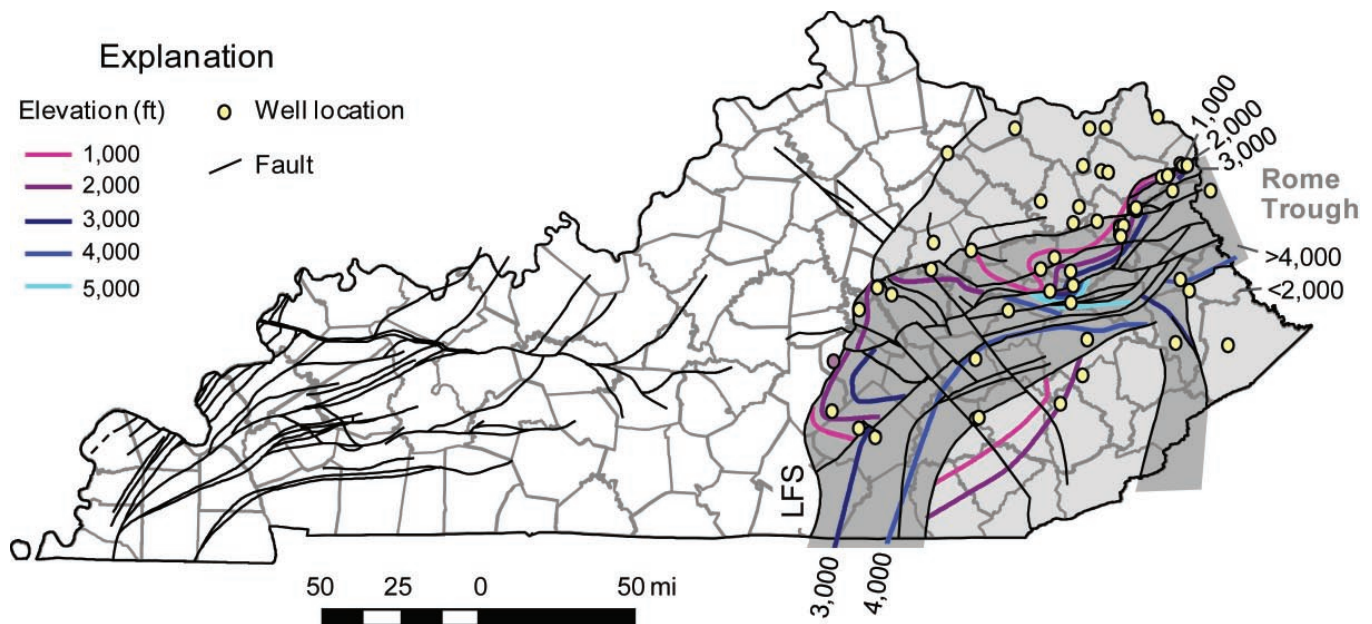 Explanation
Elevation (ft)
Well location
1,000
2,000
Fault
3,000
4,000
5,000
1,000
2,000
3,000
Rome
Trough
>4,000
<2,000
LFS
3,000
4,000
50 25 0 50 mi